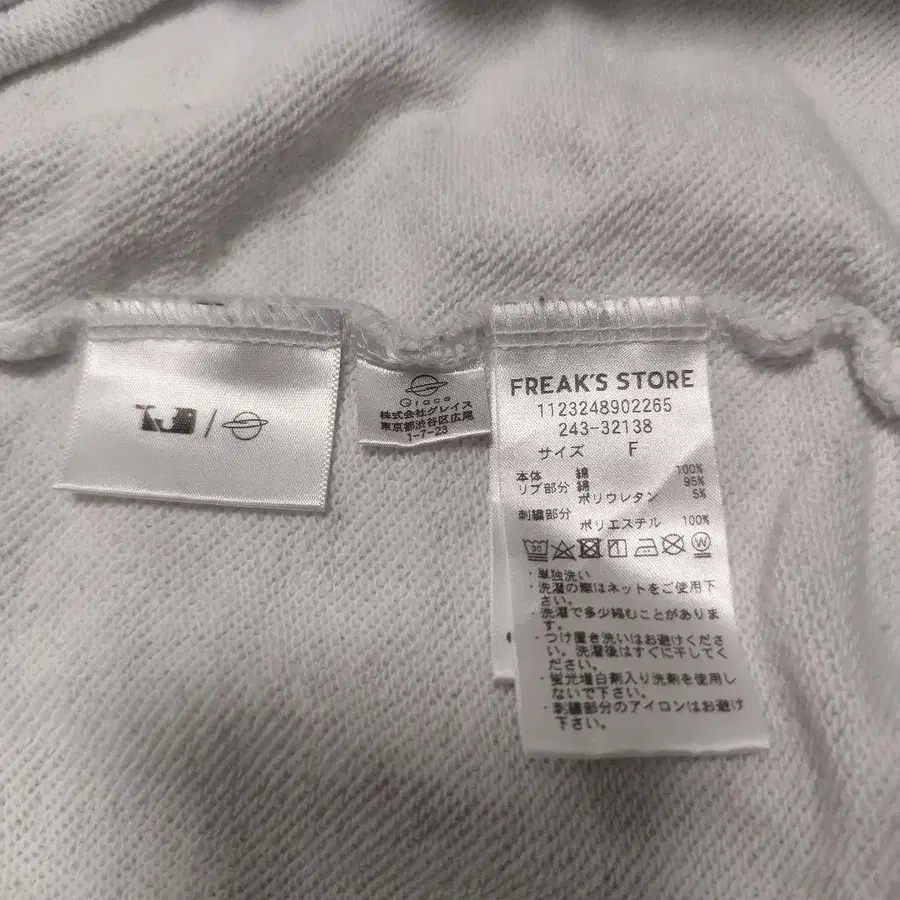 Grace
株式会社グレイス
東京都渋谷区広尾
1-7-23
FREAK'S STORE
1123248902265
243-32138
サイズ F
本体 綿 100%
リブ部分 綿 95%
ポリウレタン 5%
刺繍部分
ポリエステル 100%
30
W
・単独洗い
・洗濯の際はネットをご使用下
さい。
・洗濯で多少縮むことがありま
す。
・つけ置き洗いはお避けくださ
い。洗濯後はすぐに干してく
ださい。
・蛍光増白剤入り洗剤を使用し
ないで下さい。
・刺繍部分のアイロンはお避け
下さい。